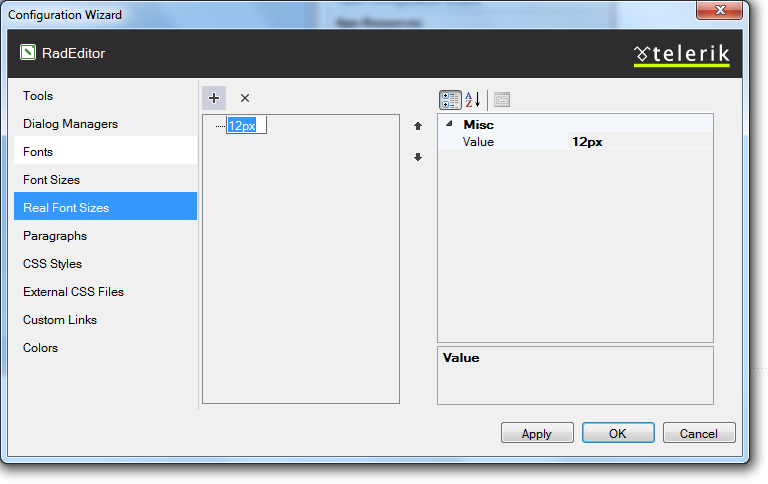 Configuration Wizard
RadEditor
telerik
Tools
Dialog Managers
Fonts
Font Sizes
Real Font Sizes
Paragraphs
CSS Styles
External CSS Files
Custom Links
Colors
12px
A
Z
Misc
Value 12px
Value
Apply OK Cancel